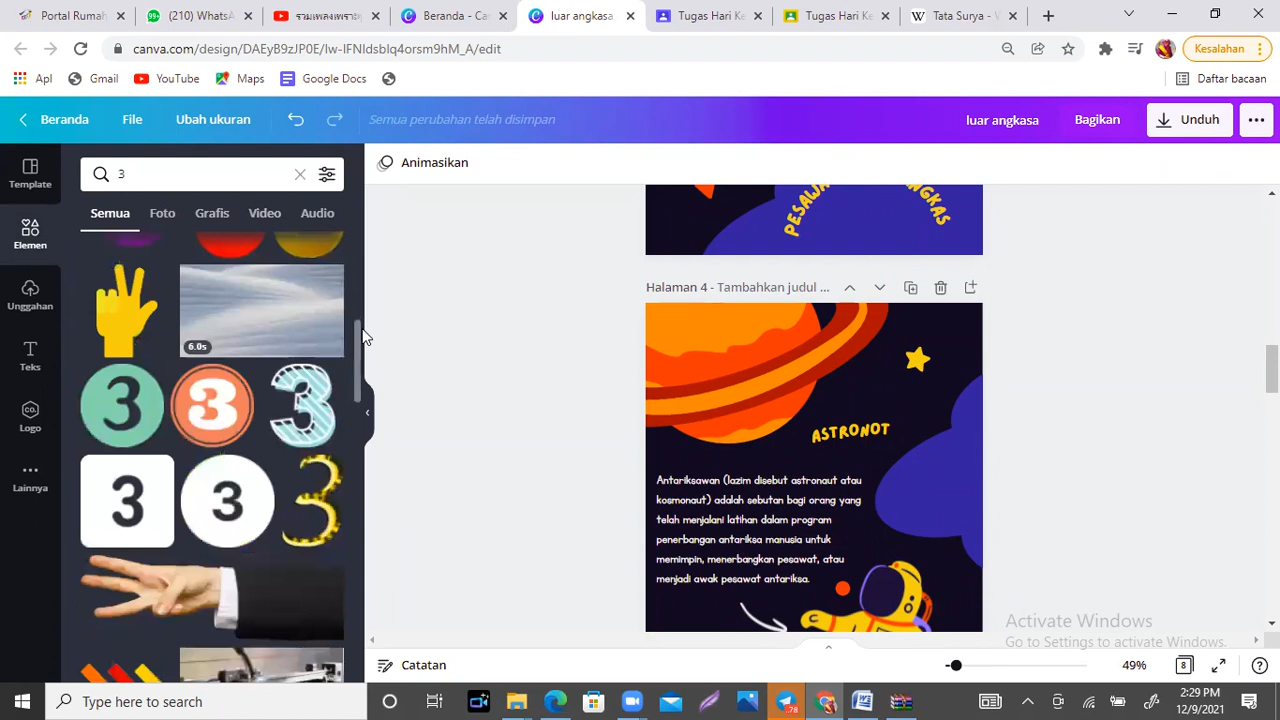 Portal Rumah
(210) WhatsA
Beranda - Ca
luar angkasa
Tugas Hari Ke
Tugas Hari Ke
Tata Surya - W
canva.com/design/DAEyB9zJP0E/Iw-IFNldsblq4orsm9hM_A/edit
Kesalahan
Apl
Gmail
YouTube
Maps
Google Docs
Daftar bacaan
Beranda
File
Ubah ukuran
Semua perubahan telah disimpan
luar angkasa
Bagikan
Unduh
Template
Elemen
Unggahan
Teks
CO.
Logo
Lainnya
3
Semua
Foto
Grafis
Video
Audio
6.0s
3
3
3
3
3
3
Animasikan
Halaman 4 - Tambahkan judul ...
ASTRONOT
Antariksawan (lazim disebut astronaut atau
kosmonaut) adalah sebutan bagi orang yang
telah menjalani latihan dalam program
penerbangan antariksa manusia untuk
memimpin, menerbangkan pesawat, atau
menjadi awak pesawat antariksa.
Activate Windows
Go to Settings to activate Windows.
Catatan
49%
8
Type here to search
.78
2:29 PM
12/9/2021